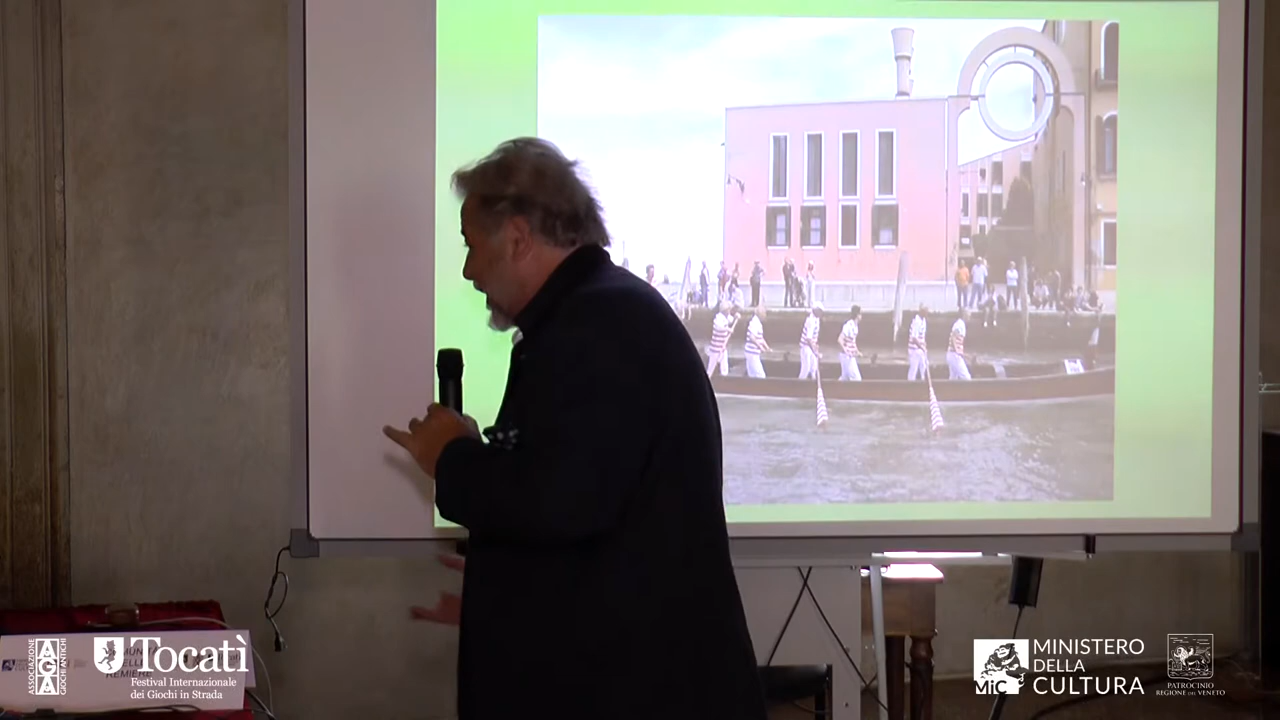 ASSOCIAZIONE
AGA
GIOCHI ANTICHI
Tocatì
Festival Internazionale
dei Giochi in Strada
REMIERE
MiC
MINISTERO
DELLA
CULTURA
PATROCINIO
REGIONE DEL VENETO